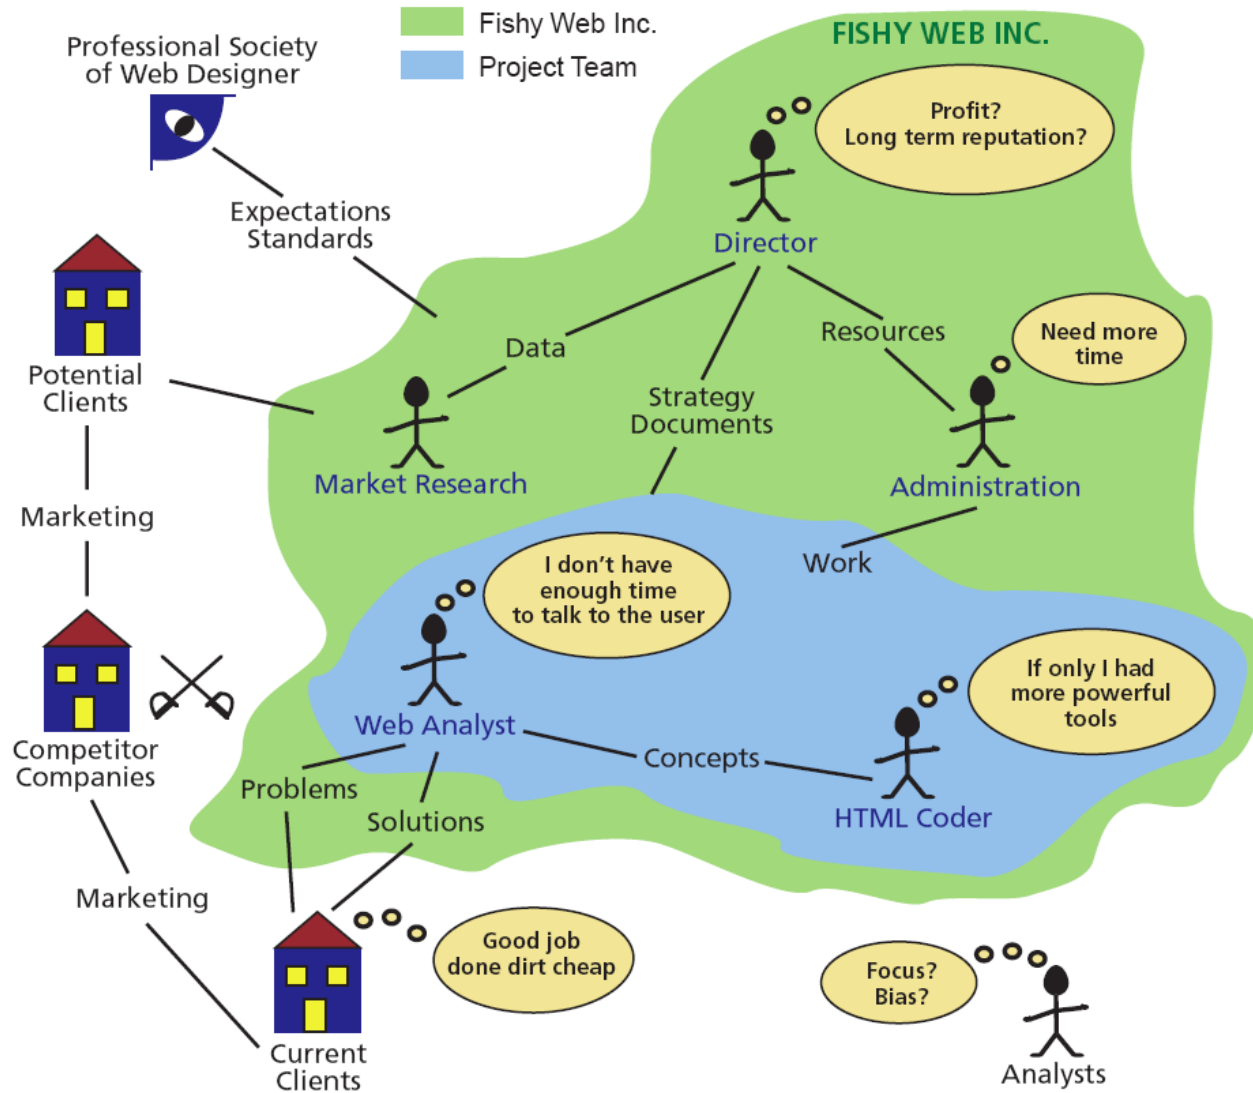 Fishy Web Inc.
Project Team
FISHY WEB INC.
Professional Society
of Web Designer
Profit?
Long term reputation?
Expectations
Standards
Director
Resources
Need more
time
Data
Potential
Clients
Strategy
Documents
Market Research
Administration
Marketing
I don't have
enough time
to talk to the user
Work
If only I had
more powerful
tools
Web Analyst
Competitor
Companies
Concepts
Problems
Solutions
HTML Coder
Marketing
Good job
done dirt cheap
Focus?
Bias?
Current
Clients
Analysts